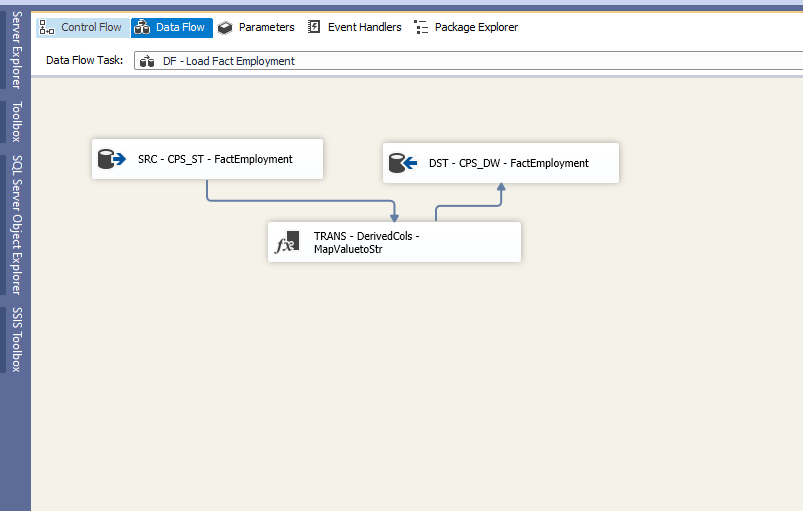 Control Flow
Data Flow
Parameters
Event Handlers
Package Explorer
Data Flow Task:
DF - Load Fact Employment
Server Explorer
Toolbox
SQL Server Object Explorer
SSIS Toolbox
SRC - CPS_ST - FactEmployment
DST - CPS_DW - FactEmployment
TRANS - DerivedCols -
MapValuetoStr